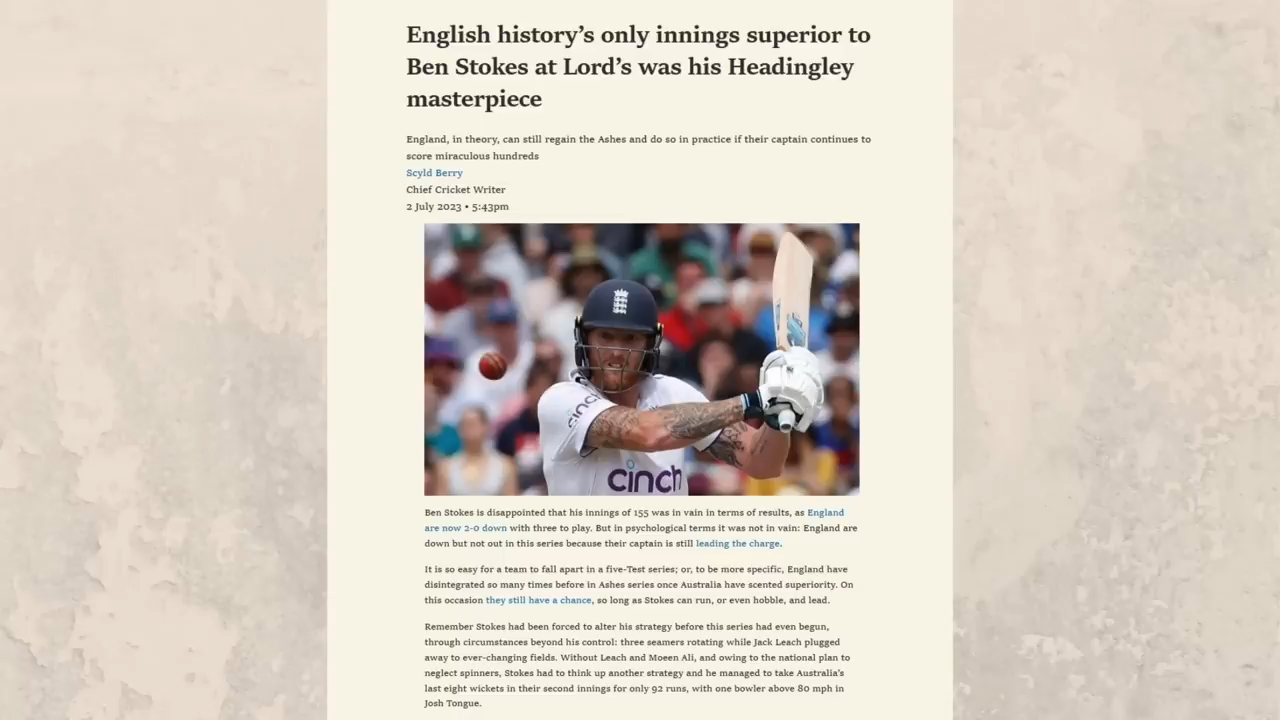 English history's only innings superior to
Ben Stokes at Lord's was his Headingley
masterpiece
England, in theory, can still regain the Ashes and do so in practice if their captain continues to
score miraculous hundreds
Scyld Berry
Chief Cricket Writer
2 July 2023 • 5:43pm
cinch
cinch
Ben Stokes is disappointed that his innings of 155 was in vain in terms of results, as England
are now 2-0 down with three to play. But in psychological terms it was not in vain: England are
down but not out in this series because their captain is still leading the charge.
It is so easy for a team to fall apart in a five-Test series; or, to be more specific, England have
disintegrated so many times before in Ashes series once Australia have scented superiority. On
this occasion they still have a chance, so long as Stokes can run, or even hobble, and lead.
Remember Stokes had been forced to alter his strategy before this series had even begun,
through circumstances beyond his control: three seamers rotating while Jack Leach plugged
away to ever-changing fields. Without Leach and Moeen Ali, and owing to the national plan to
neglect spinners, Stokes had to think up another strategy and he managed to take Australia's
last eight wickets in their second innings for only 92 runs, with one bowler above 80 mph in
Josh Tongue.